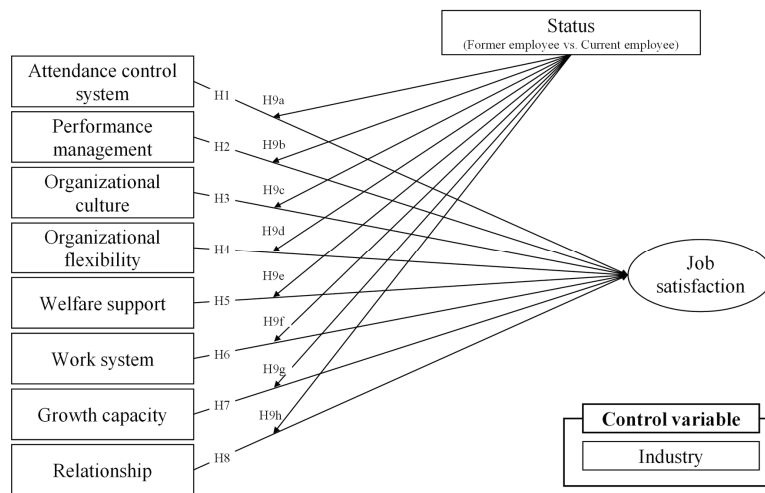 Status
(Former employee vs. Current employee)
Attendance control
system
Performance
management
Organizational
culture
Organizational
flexibility
Welfare support
Work system
Growth capacity
Relationship
H1
H2
H3
H4
H5
H6
H7
H8
H9a
H9b
H9c
H9d
H9e
H9f
H9g
H9h
Job
satisfaction
Control variable
Industry